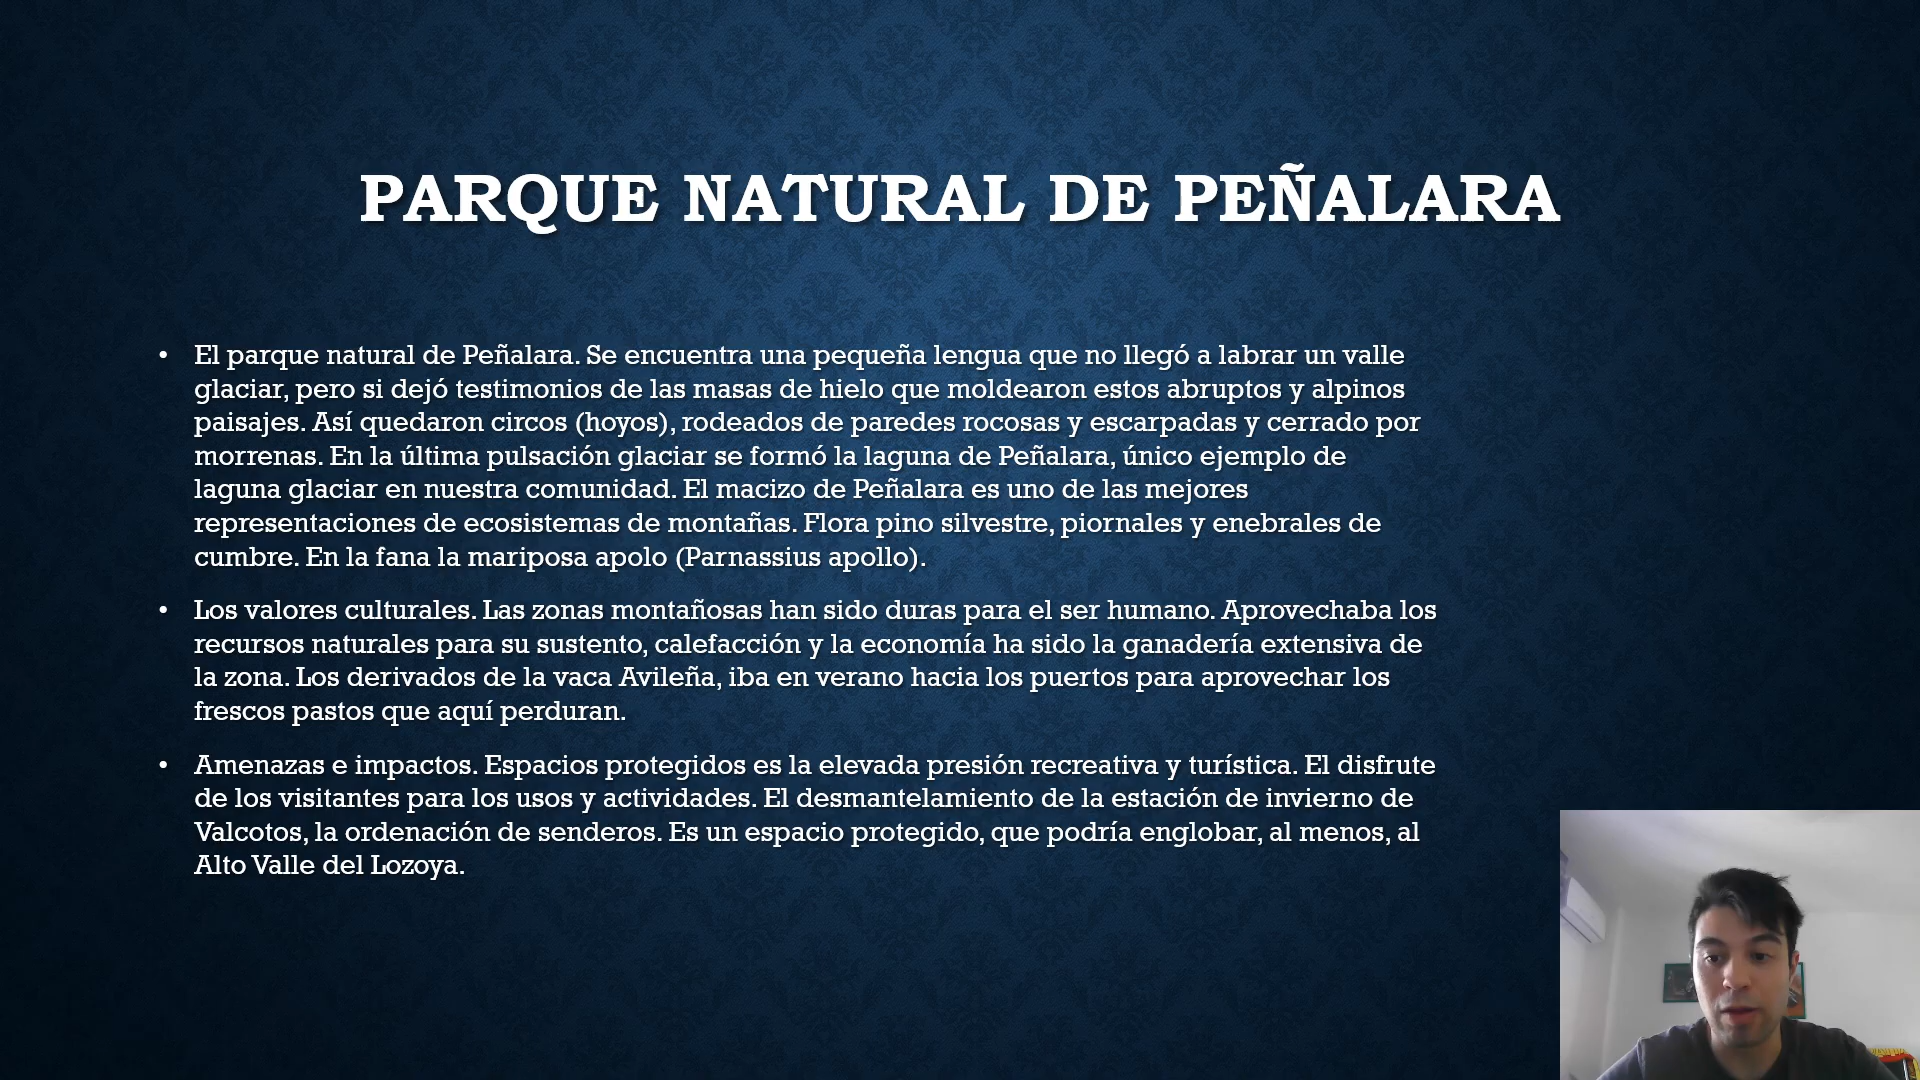 PARQUE NATURAL DE PEÑALARA
• El parque natural de Peñalara. Se encuentra una pequeña lengua que no llegó a labrar un valle
glaciar, pero si dejó testimonios de las masas de hielo que moldearon estos abruptos y alpinos
paisajes. Así quedaron circos (hoyos), rodeados de paredes rocosas y escarpadas y cerrado por
morrenas. En la última pulsación glaciar se formó la laguna de Peñalara, único ejemplo de
laguna glaciar en nuestra comunidad. El macizo de Peñalara es uno de las mejores
representaciones de ecosistemas de montañas. Flora pino silvestre, piornales y enebrales de
cumbre. En la fana la mariposa apolo (Parnassius apollo).
• Los valores culturales. Las zonas montañosas han sido duras para el ser humano. Aprovechaba los
recursos naturales para su sustento, calefacción y la economía ha sido la ganadería extensiva de
la zona. Los derivados de la vaca Avileña, iba en verano hacia los puertos para aprovechar los
frescos pastos que aquí perduran.
• Amenazas e impactos. Espacios protegidos es la elevada presión recreativa y turística. El disfrute
de los visitantes para los usos y actividades. El desmantelamiento de la estación de invierno de
Valcotos, la ordenación de senderos. Es un espacio protegido, que podría englobar, al menos, al
Alto Valle del Lozoya.